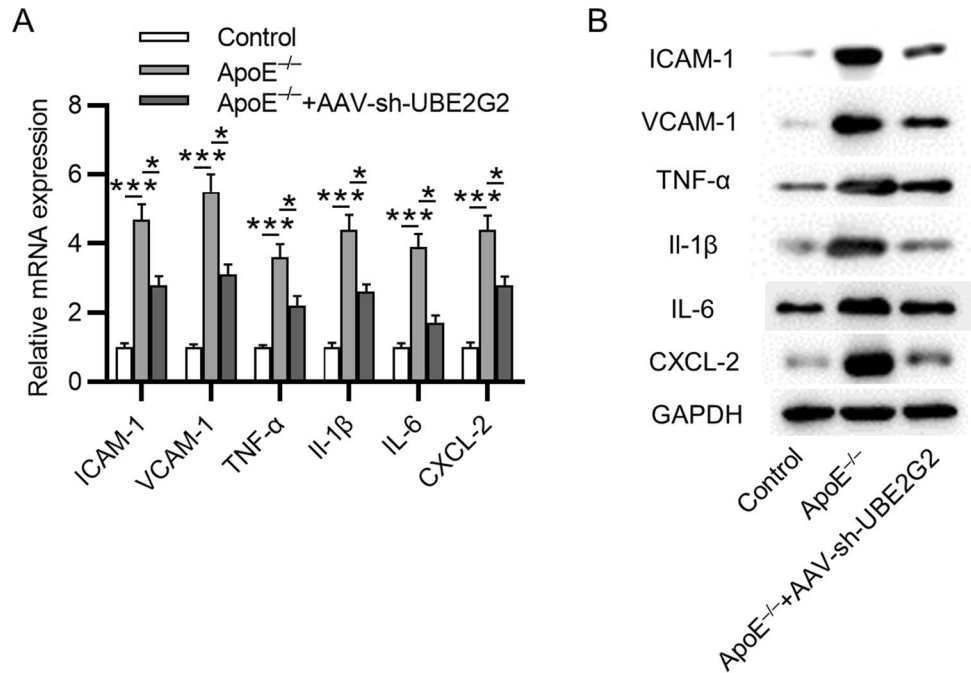 A
Control
ApoE⁻/⁻
ApoE⁻/⁻+AAV-sh-UBE2G2
Relative mRNA expression
8
6
4
2
0
*** *
*** *
*** *
*** *
*** *
*** *
ICAM-1
VCAM-1
TNF-α
Il-1β
IL-6
CXCL-2
B
ICAM-1
VCAM-1
TNF-α
Il-1β
IL-6
CXCL-2
GAPDH
Control
ApoE⁻/⁻
ApoE⁻/⁻+AAV-sh-UBE2G2